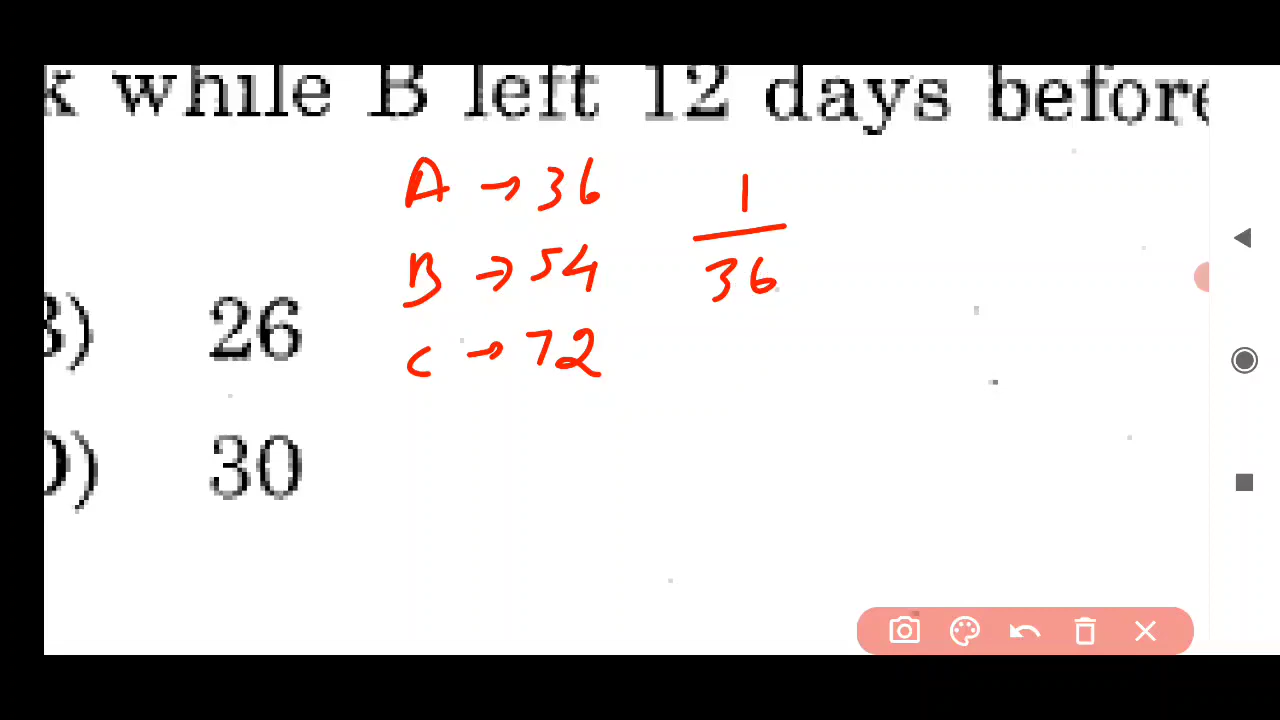 while B left 12 days before
A → 36
B → 54
C → 72
1
36
B) 26
D) 30